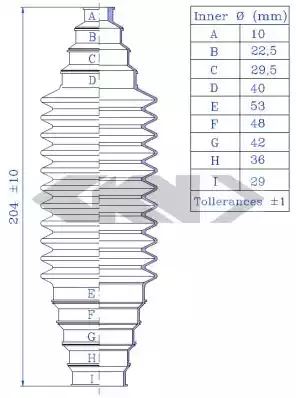 Inner Ø (mm)
A 10
B 22,5
C 29,5
D 40
E 53
F 48
G 42
H 36
I 29
Tollerances ±1
204 ±10
A
B
C
D
E
F
G
H
I